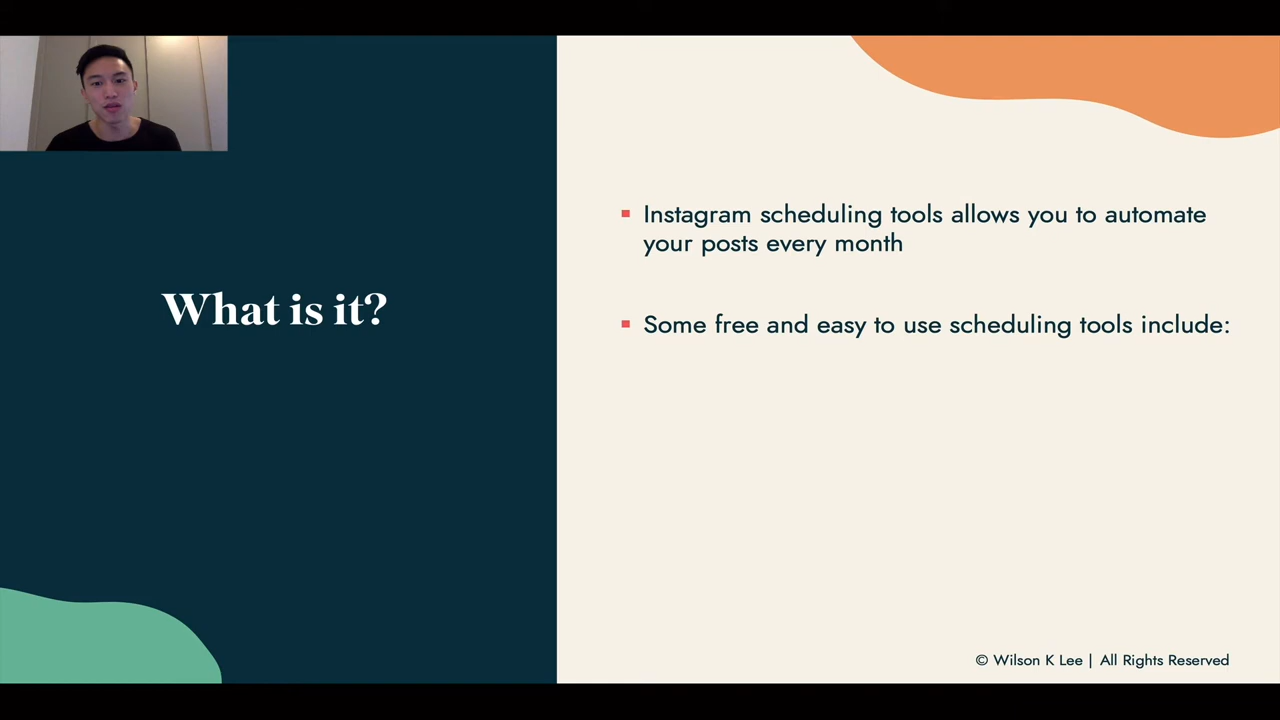 What is it?
Instagram scheduling tools allows you to automate
your posts every month
Some free and easy to use scheduling tools include:
© Wilson K Lee | All Rights Reserved